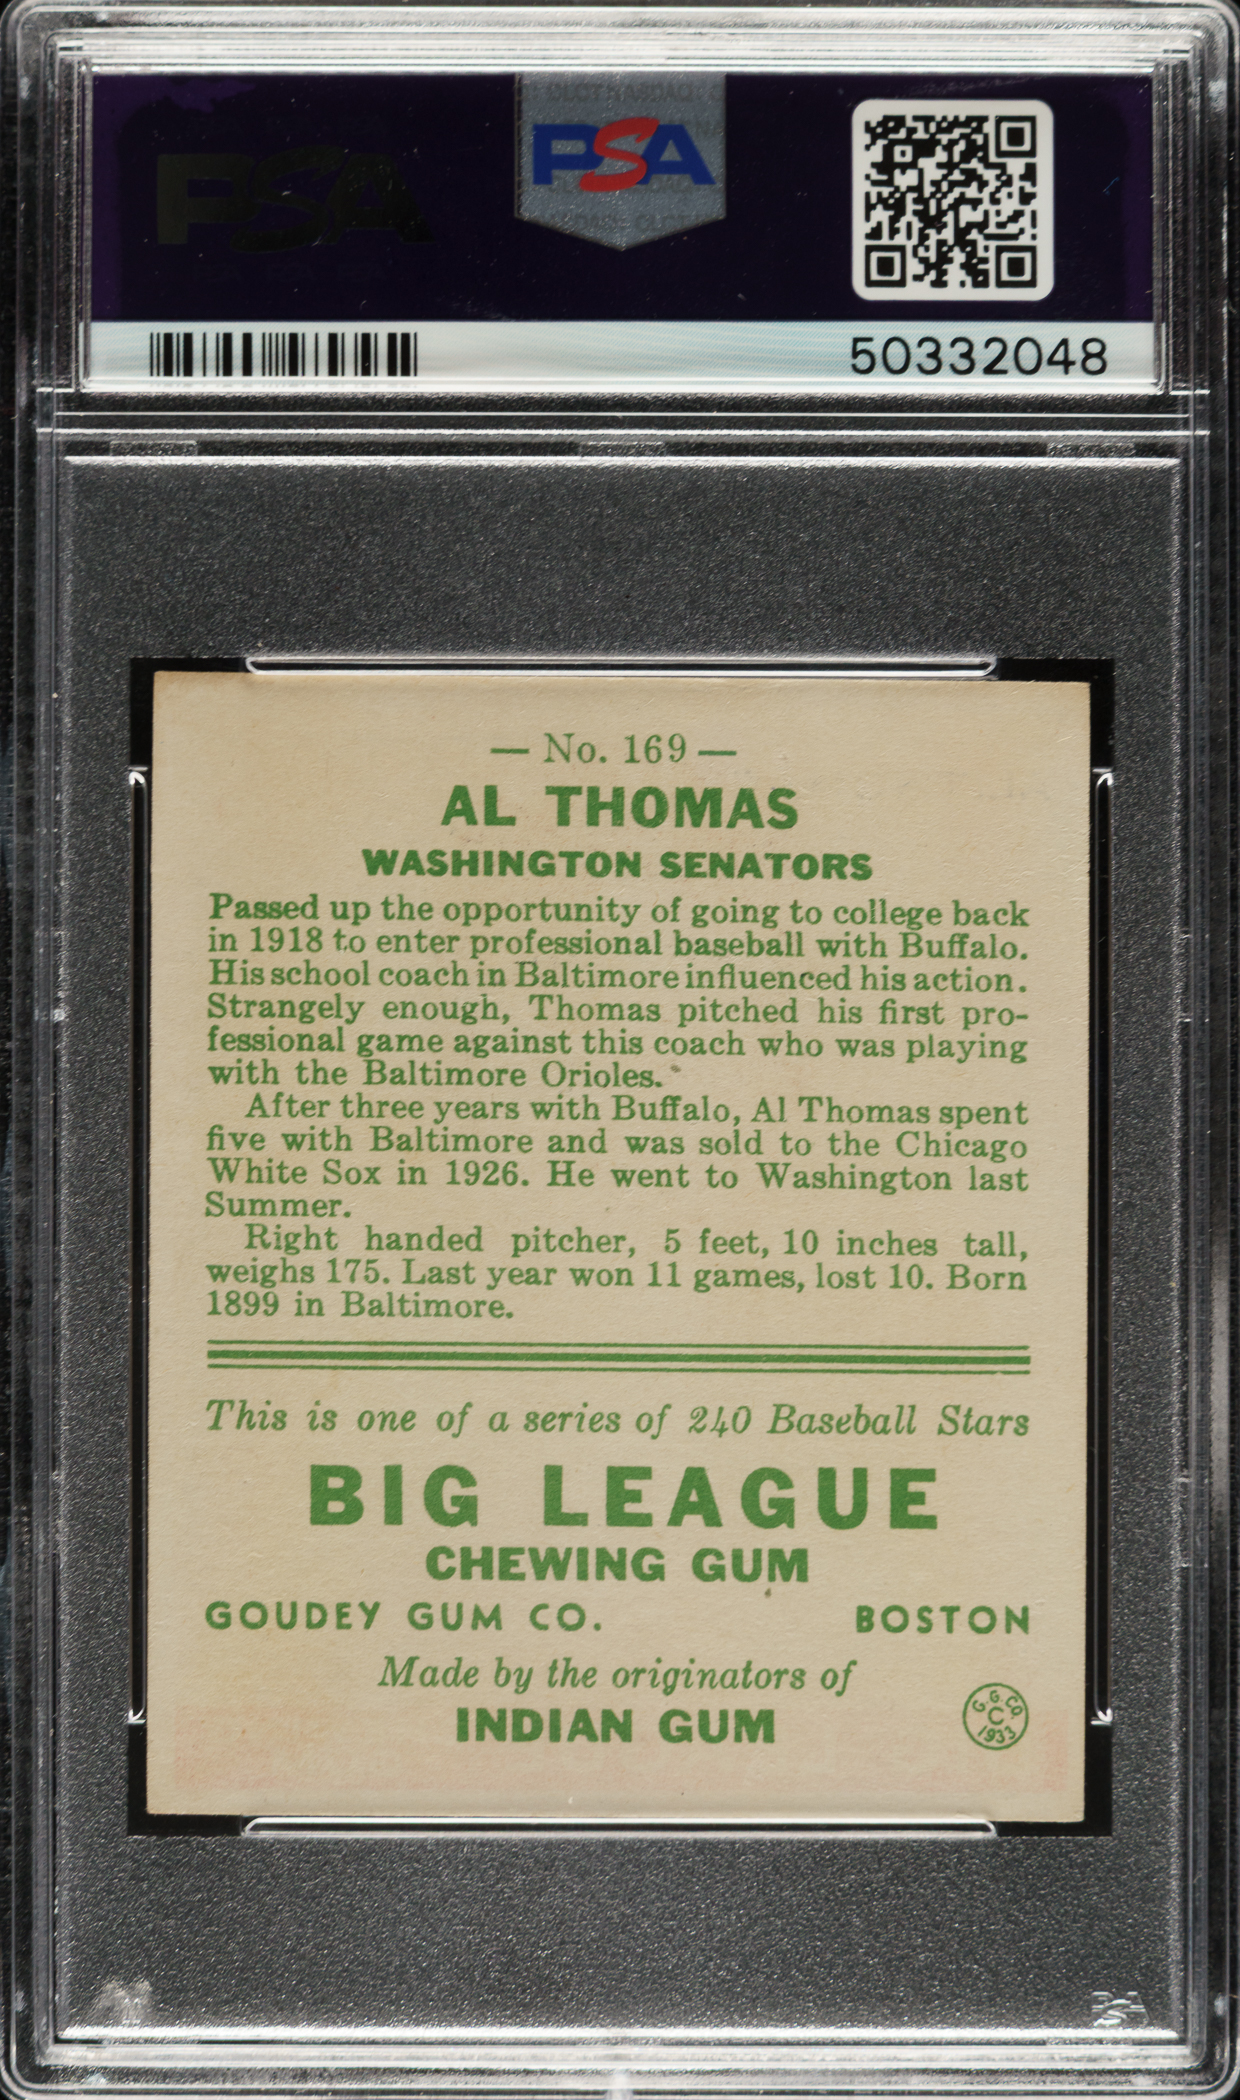 PSA
PSA
50332048
— No. 169 —
AL THOMAS
WASHINGTON SENATORS
Passed up the opportunity of going to college back
in 1918 to enter professional baseball with Buffalo.
His school coach in Baltimore influenced his action.
Strangely enough, Thomas pitched his first pro-
fessional game against this coach who was playing
with the Baltimore Orioles.
After three years with Buffalo, Al Thomas spent
five with Baltimore and was sold to the Chicago
White Sox in 1926. He went to Washington last
Summer.
Right handed pitcher, 5 feet, 10 inches tall,
weighs 175. Last year won 11 games, lost 10. Born
1899 in Baltimore.
This is one of a series of 240 Baseball Stars
BIG LEAGUE
CHEWING GUM
GOUDEY GUM CO. BOSTON
Made by the originators of
INDIAN GUM
G. G. CO.
C
1933
PSA